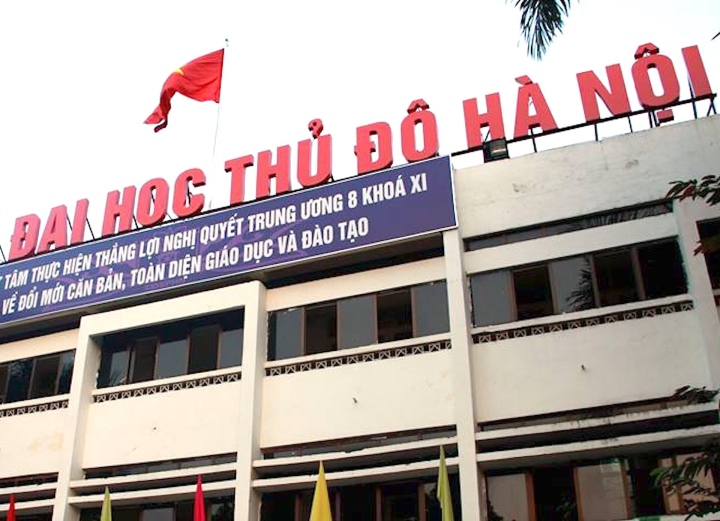 ĐẠI HỌC THỦ ĐÔ HÀ NỘI
TÂM THỰC HIỆN THẮNG LỢI NGHỊ QUYẾT TRUNG ƯƠNG 8 KHOÁ XI
VỀ ĐỔI MỚI CĂN BẢN, TOÀN DIỆN GIÁO DỤC VÀ ĐÀO TẠO